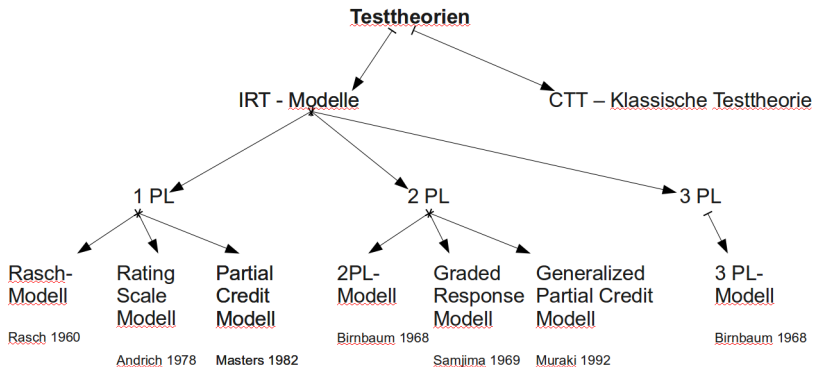 Testtheorien
IRT - Modelle
CTT – Klassische Testtheorie
1 PL
2 PL
3 PL
Rasch-
Modell
Rasch 1960
Rating
Scale
Modell
Andrich 1978
Partial
Credit
Modell
Masters 1982
2PL-
Modell
Birnbaum 1968
Graded
Response
Modell
Samjima 1969
Generalized
Partial Credit
Modell
Muraki 1992
3 PL-
Modell
Birnbaum 1968